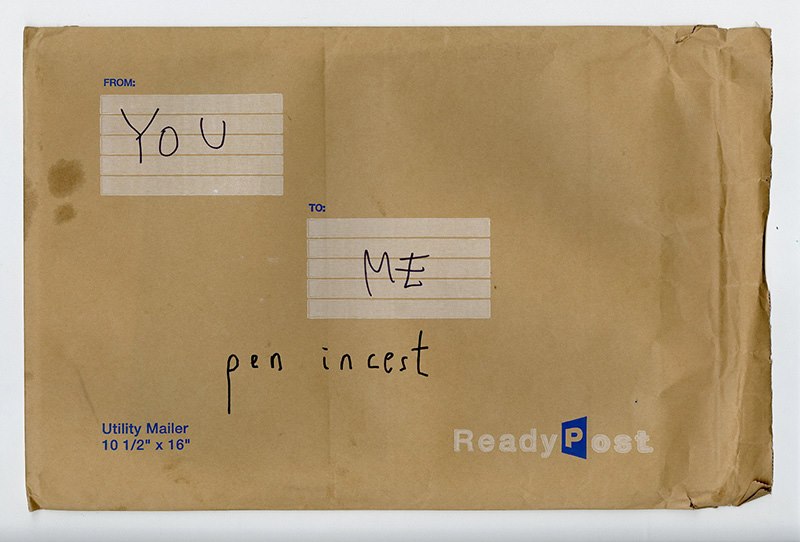 FROM:
YOU
TO:
ME
pen incest
Utility Mailer
10 1/2" x 16"
ReadyPost